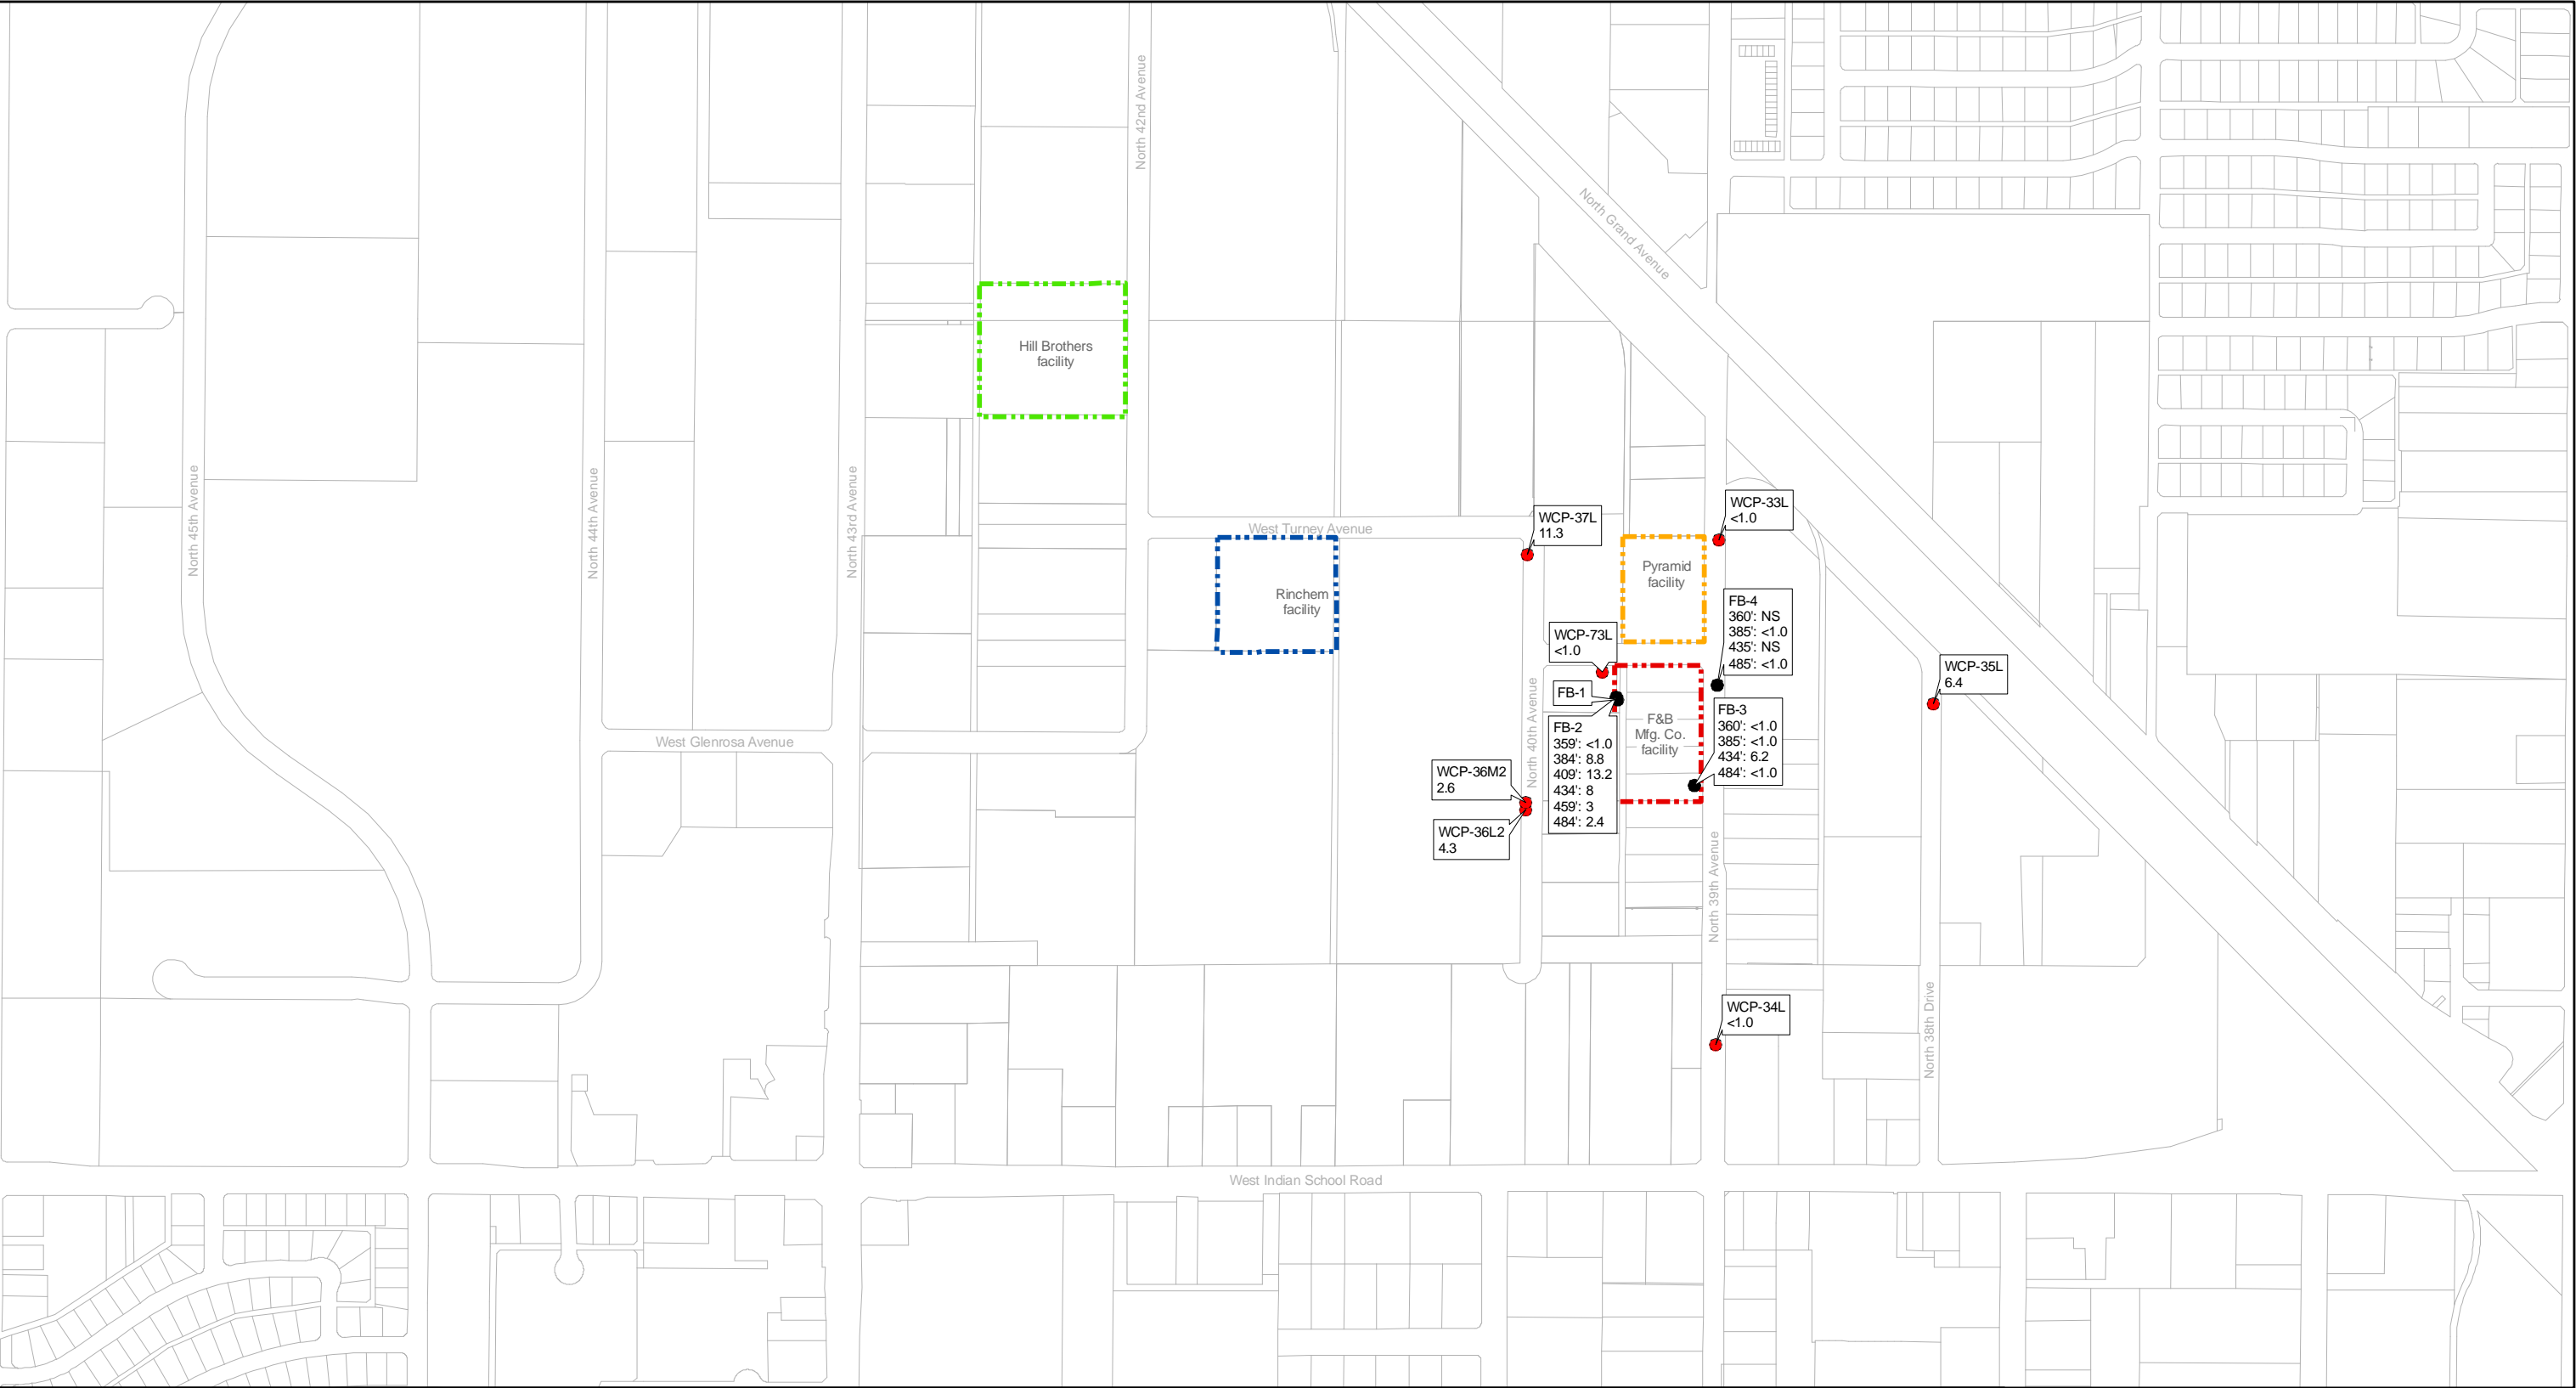 North 42nd Avenue
North Grand Avenue
Hill Brothers
facility
North 45th Avenue
North 44th Avenue
North 43rd Avenue
West Turney Avenue
WCP-37L
11.3
WCP-33L
<1.0
Pyramid
facility
Rinchem
facility
FB-4
360': NS
385': <1.0
435': NS
485': <1.0
WCP-73L
<1.0
WCP-35L
6.4
FB-1
North 40th Avenue
F&B
Mfg. Co.
facility
FB-3
360': <1.0
385': <1.0
434': 6.2
484': <1.0
FB-2
359': <1.0
384': 8.8
409': 13.2
434': 8
459': 3
484': 2.4
West Glenrosa Avenue
WCP-36M2
2.6
WCP-36L2
4.3
North 39th Avenue
WCP-34L
<1.0
North 38th Drive
West Indian School Road